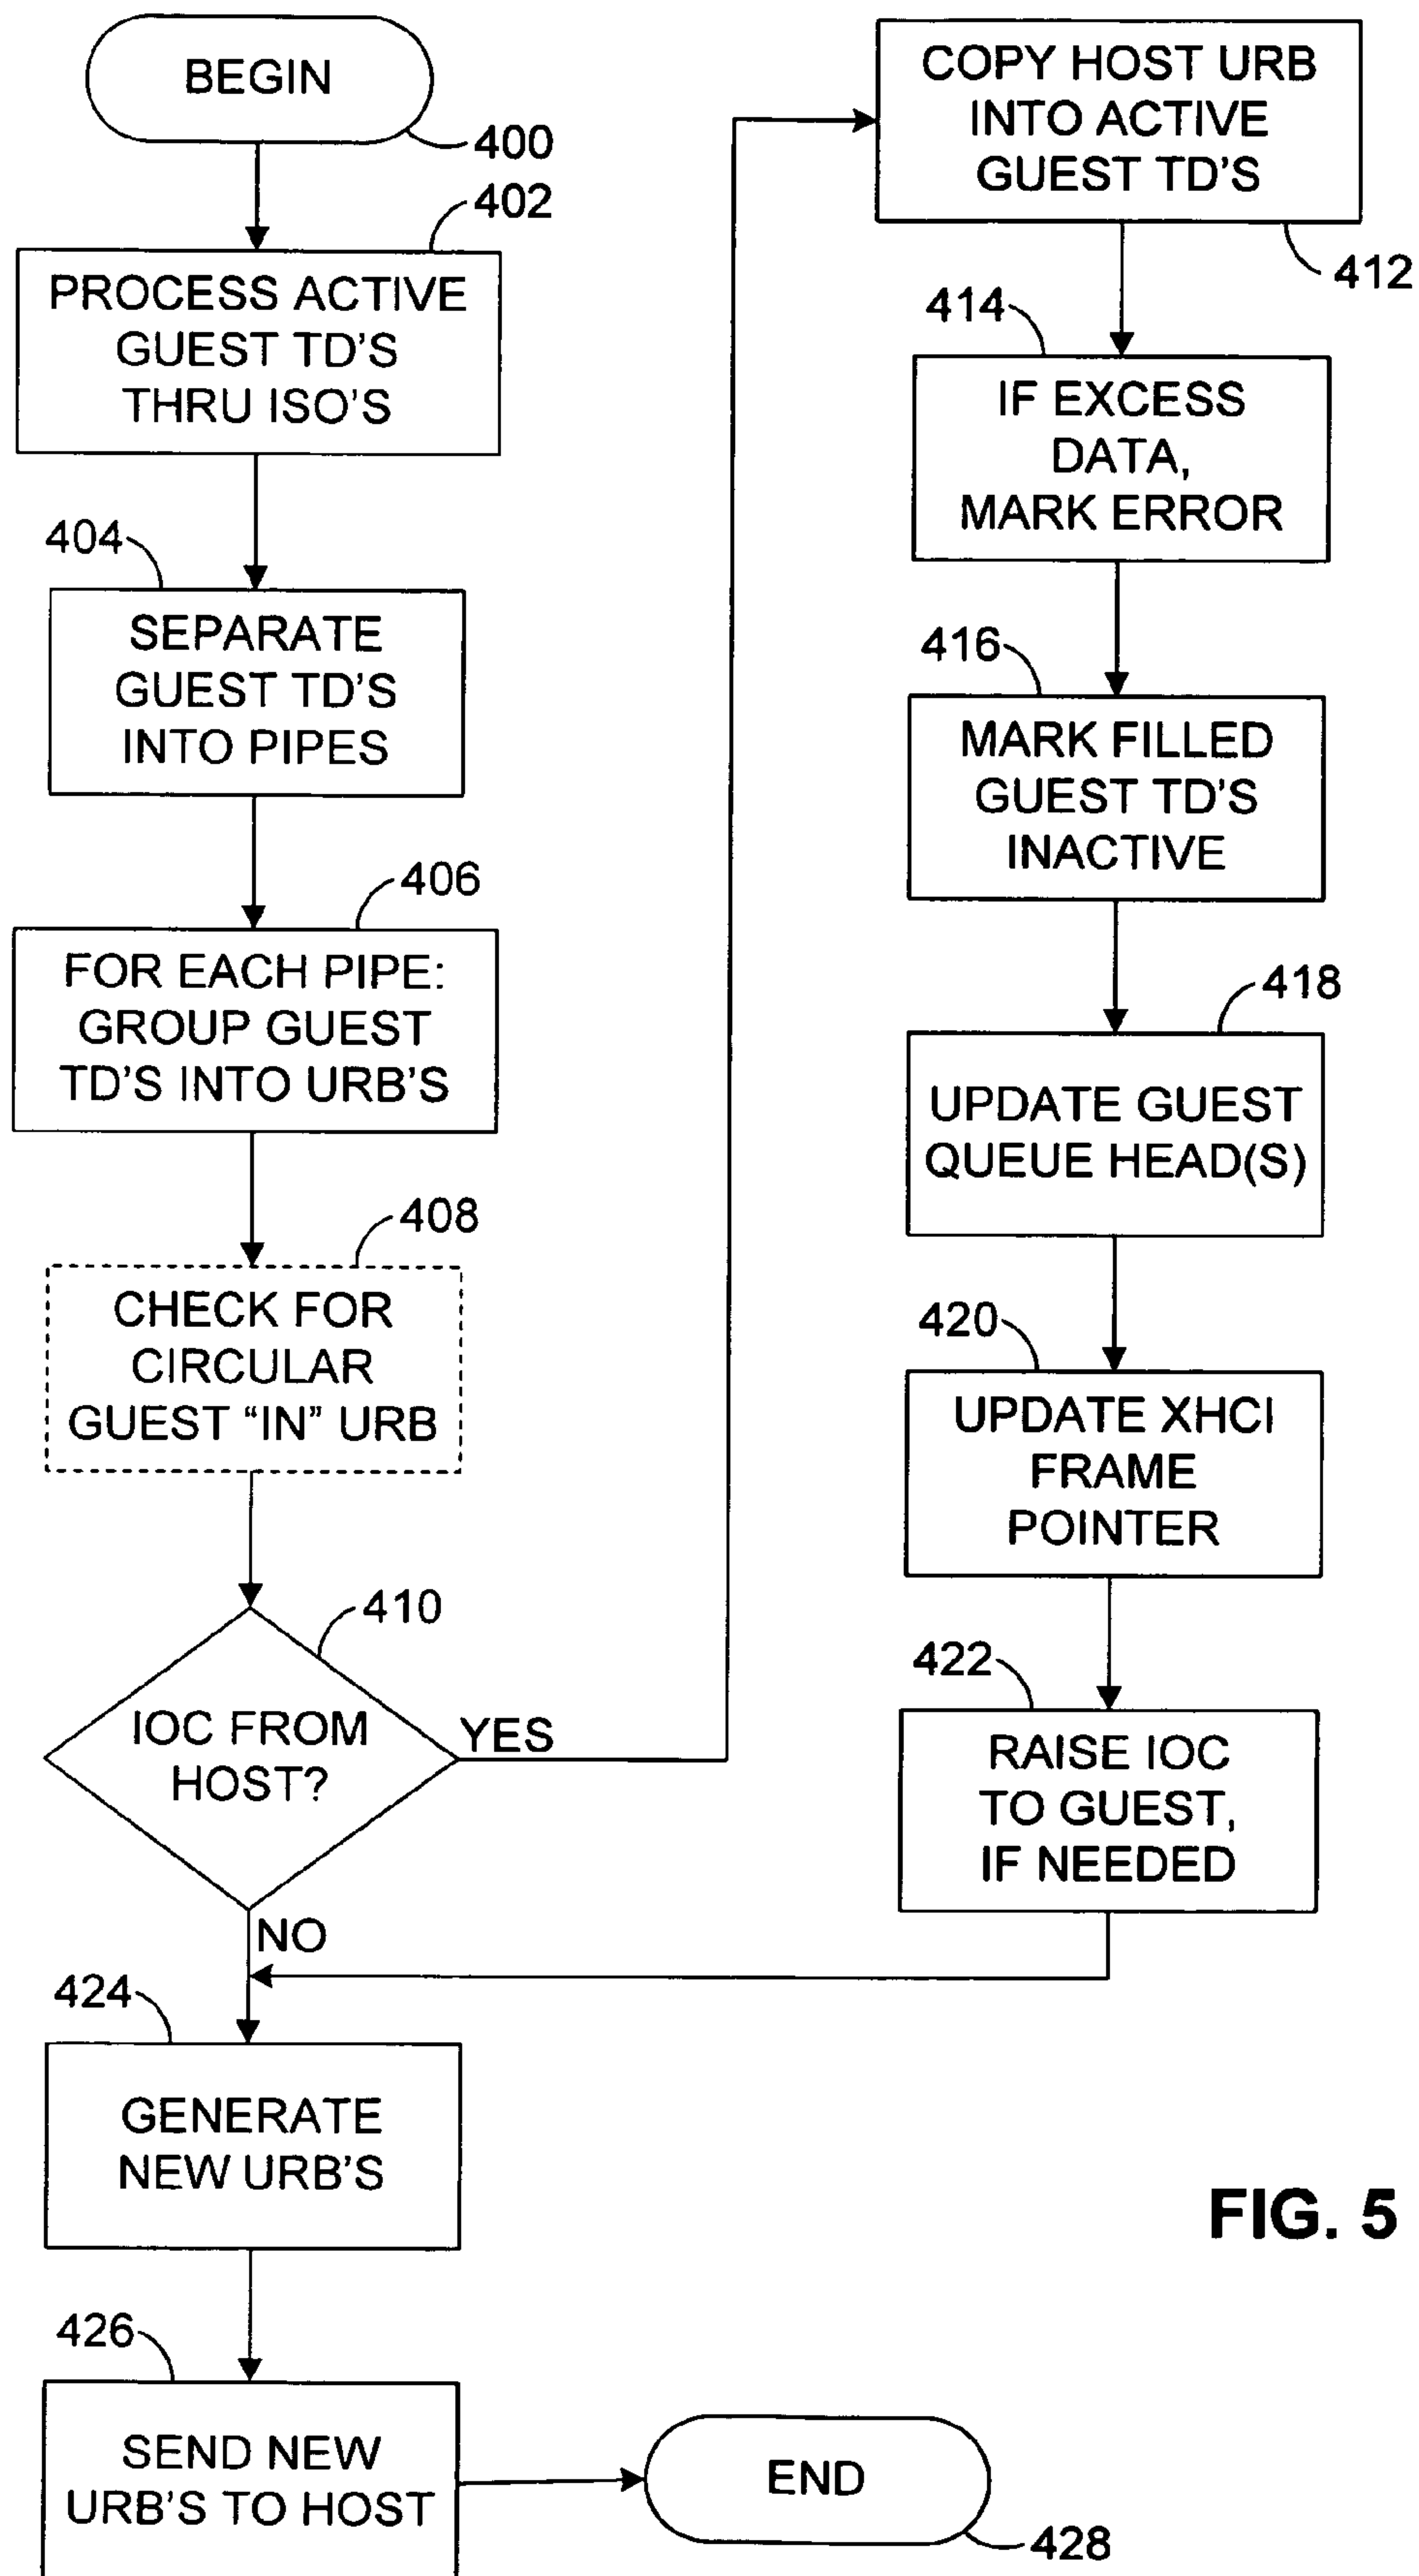 BEGIN
400
402
PROCESS ACTIVE
GUEST TD'S
THRU ISO'S
404
SEPARATE
GUEST TD'S
INTO PIPES
406
FOR EACH PIPE:
GROUP GUEST
TD'S INTO URB'S
408
CHECK FOR
CIRCULAR
GUEST “IN” URB
410
IOC FROM
HOST?
YES
NO
COPY HOST URB
INTO ACTIVE
GUEST TD'S
412
414
IF EXCESS
DATA,
MARK ERROR
416
MARK FILLED
GUEST TD'S
INACTIVE
418
UPDATE GUEST
QUEUE HEAD(S)
420
UPDATE XHCI
FRAME
POINTER
422
RAISE IOC
TO GUEST,
IF NEEDED
424
GENERATE
NEW URB'S
426
SEND NEW
URB'S TO HOST
END
428
FIG. 5